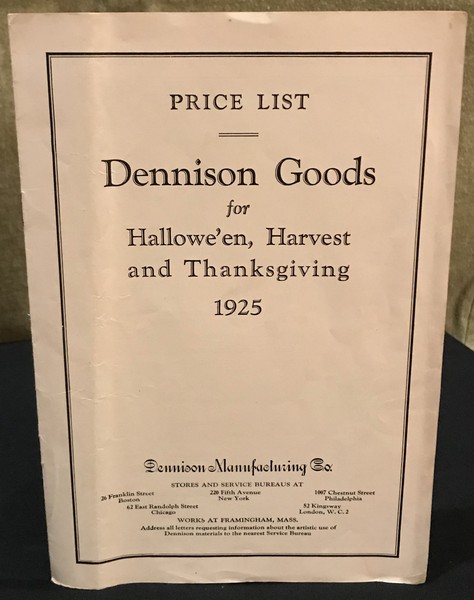 PRICE LIST
Dennison Goods
for
Hallowe'en, Harvest
and Thanksgiving
1925
Dennison Manufacturing Co.
STORES AND SERVICE BUREAUS AT
26 Franklin Street
Boston
220 Fifth Avenue
New York
1007 Chestnut Street
Philadelphia
62 East Randolph Street
Chicago
52 Kingsway
London, W. C. 2
WORKS AT FRAMINGHAM, MASS.
Address all letters requesting information about the artistic use of
Dennison materials to the nearest Service Bureau